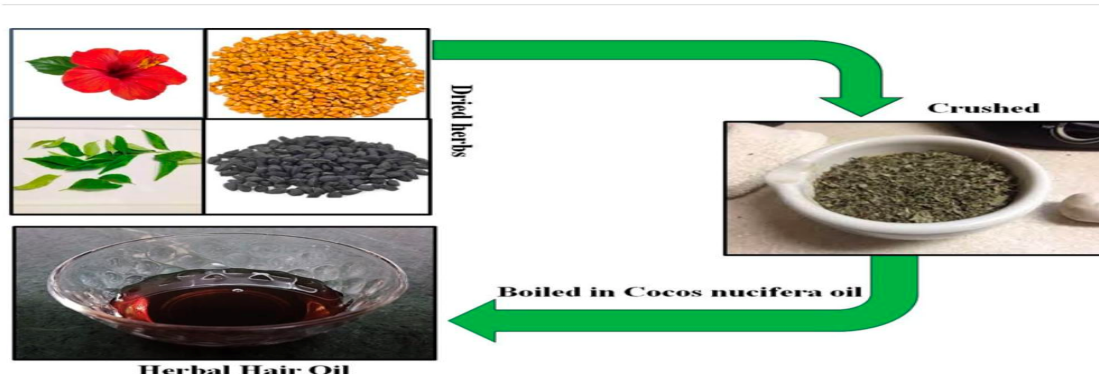 Dried herbs
Crushed
Boiled in Cocos nucifera oil
Herbal Hair Oil